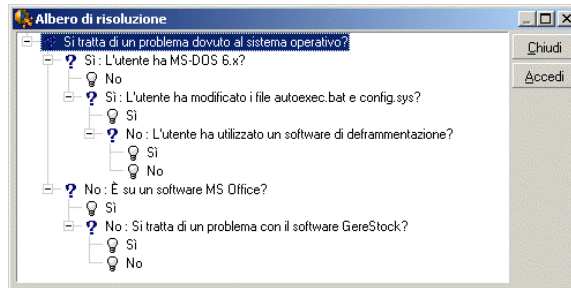 Albero di risoluzione
Si tratta di un problema dovuto al sistema operativo?
Chiudi
Sì : L'utente ha MS-DOS 6.x?
No
Accedi
Sì : L'utente ha modificato i file autoexec.bat e config.sys?
Sì
No : L'utente ha utilizzato un software di deframmentazione?
Sì
No
No : È su un software MS Office?
Sì
No : Si tratta di un problema con il software GereStock?
Sì
No